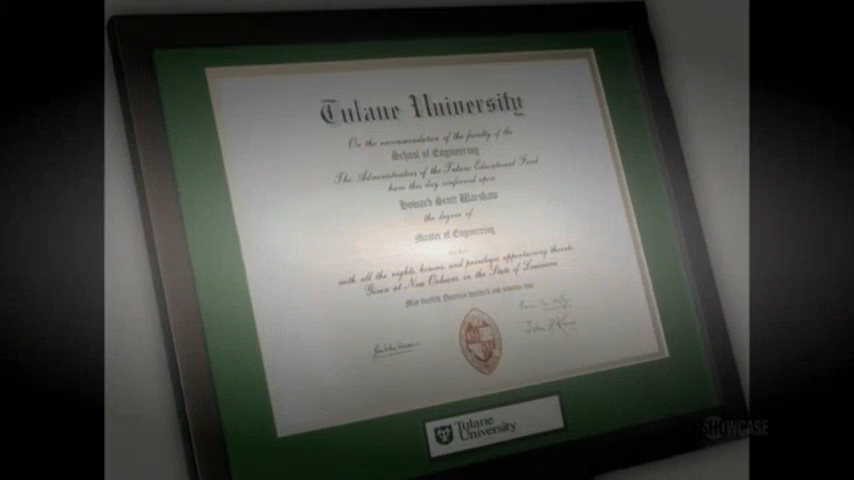 Tulane University
On the recommendation of the faculty of the
School of Engineering
The Administrators of the Tulane Educational Fund
have this day conferred upon
Howard Scott Warshaw
the degree of
Master of Engineering
with all the rights, honors, and privileges appertaining thereto
Given at New Orleans in the State of Louisiana
Tulane
University
SHOWCASE